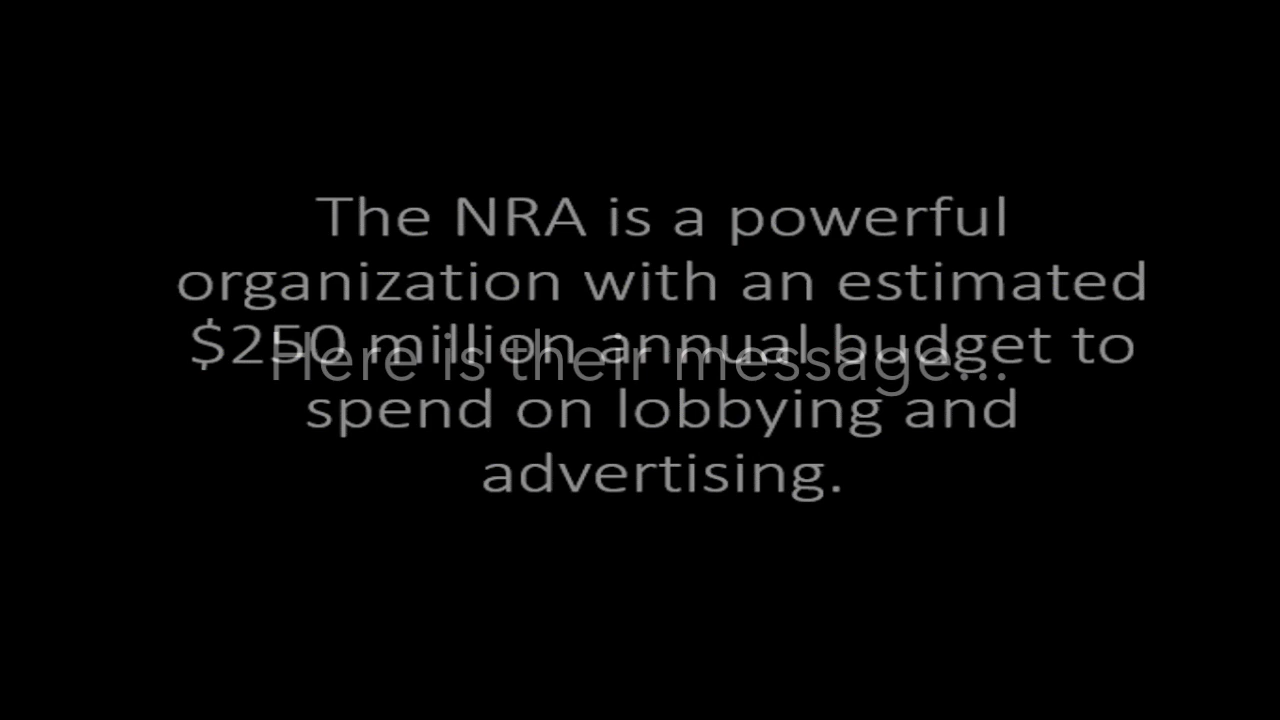 The NRA is a powerful
organization with an estimated
$250 million annual budget to
Here is their message...
spend on lobbying and
advertising.